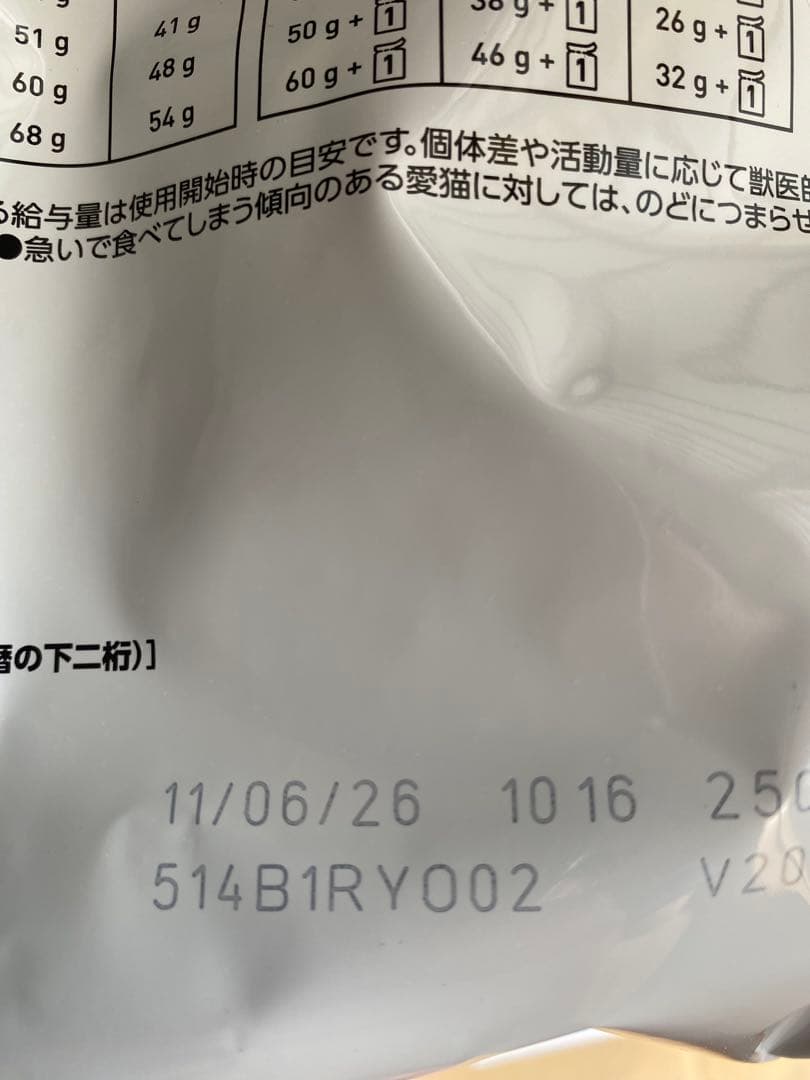 51 g 41 g 50 g + 1 38 g + 1 26 g + 1
60 g 48 g 60 g + 1 46 g + 1 32 g + 1
68 g 54 g
給与量は使用開始時の目安です。個体差や活動量に応じて獣医
●急いで食べてしまう傾向のある愛猫に対しては、のどにつまらせ
の下二桁)]
11/06/26 10 16 25
514B1RY002 V20